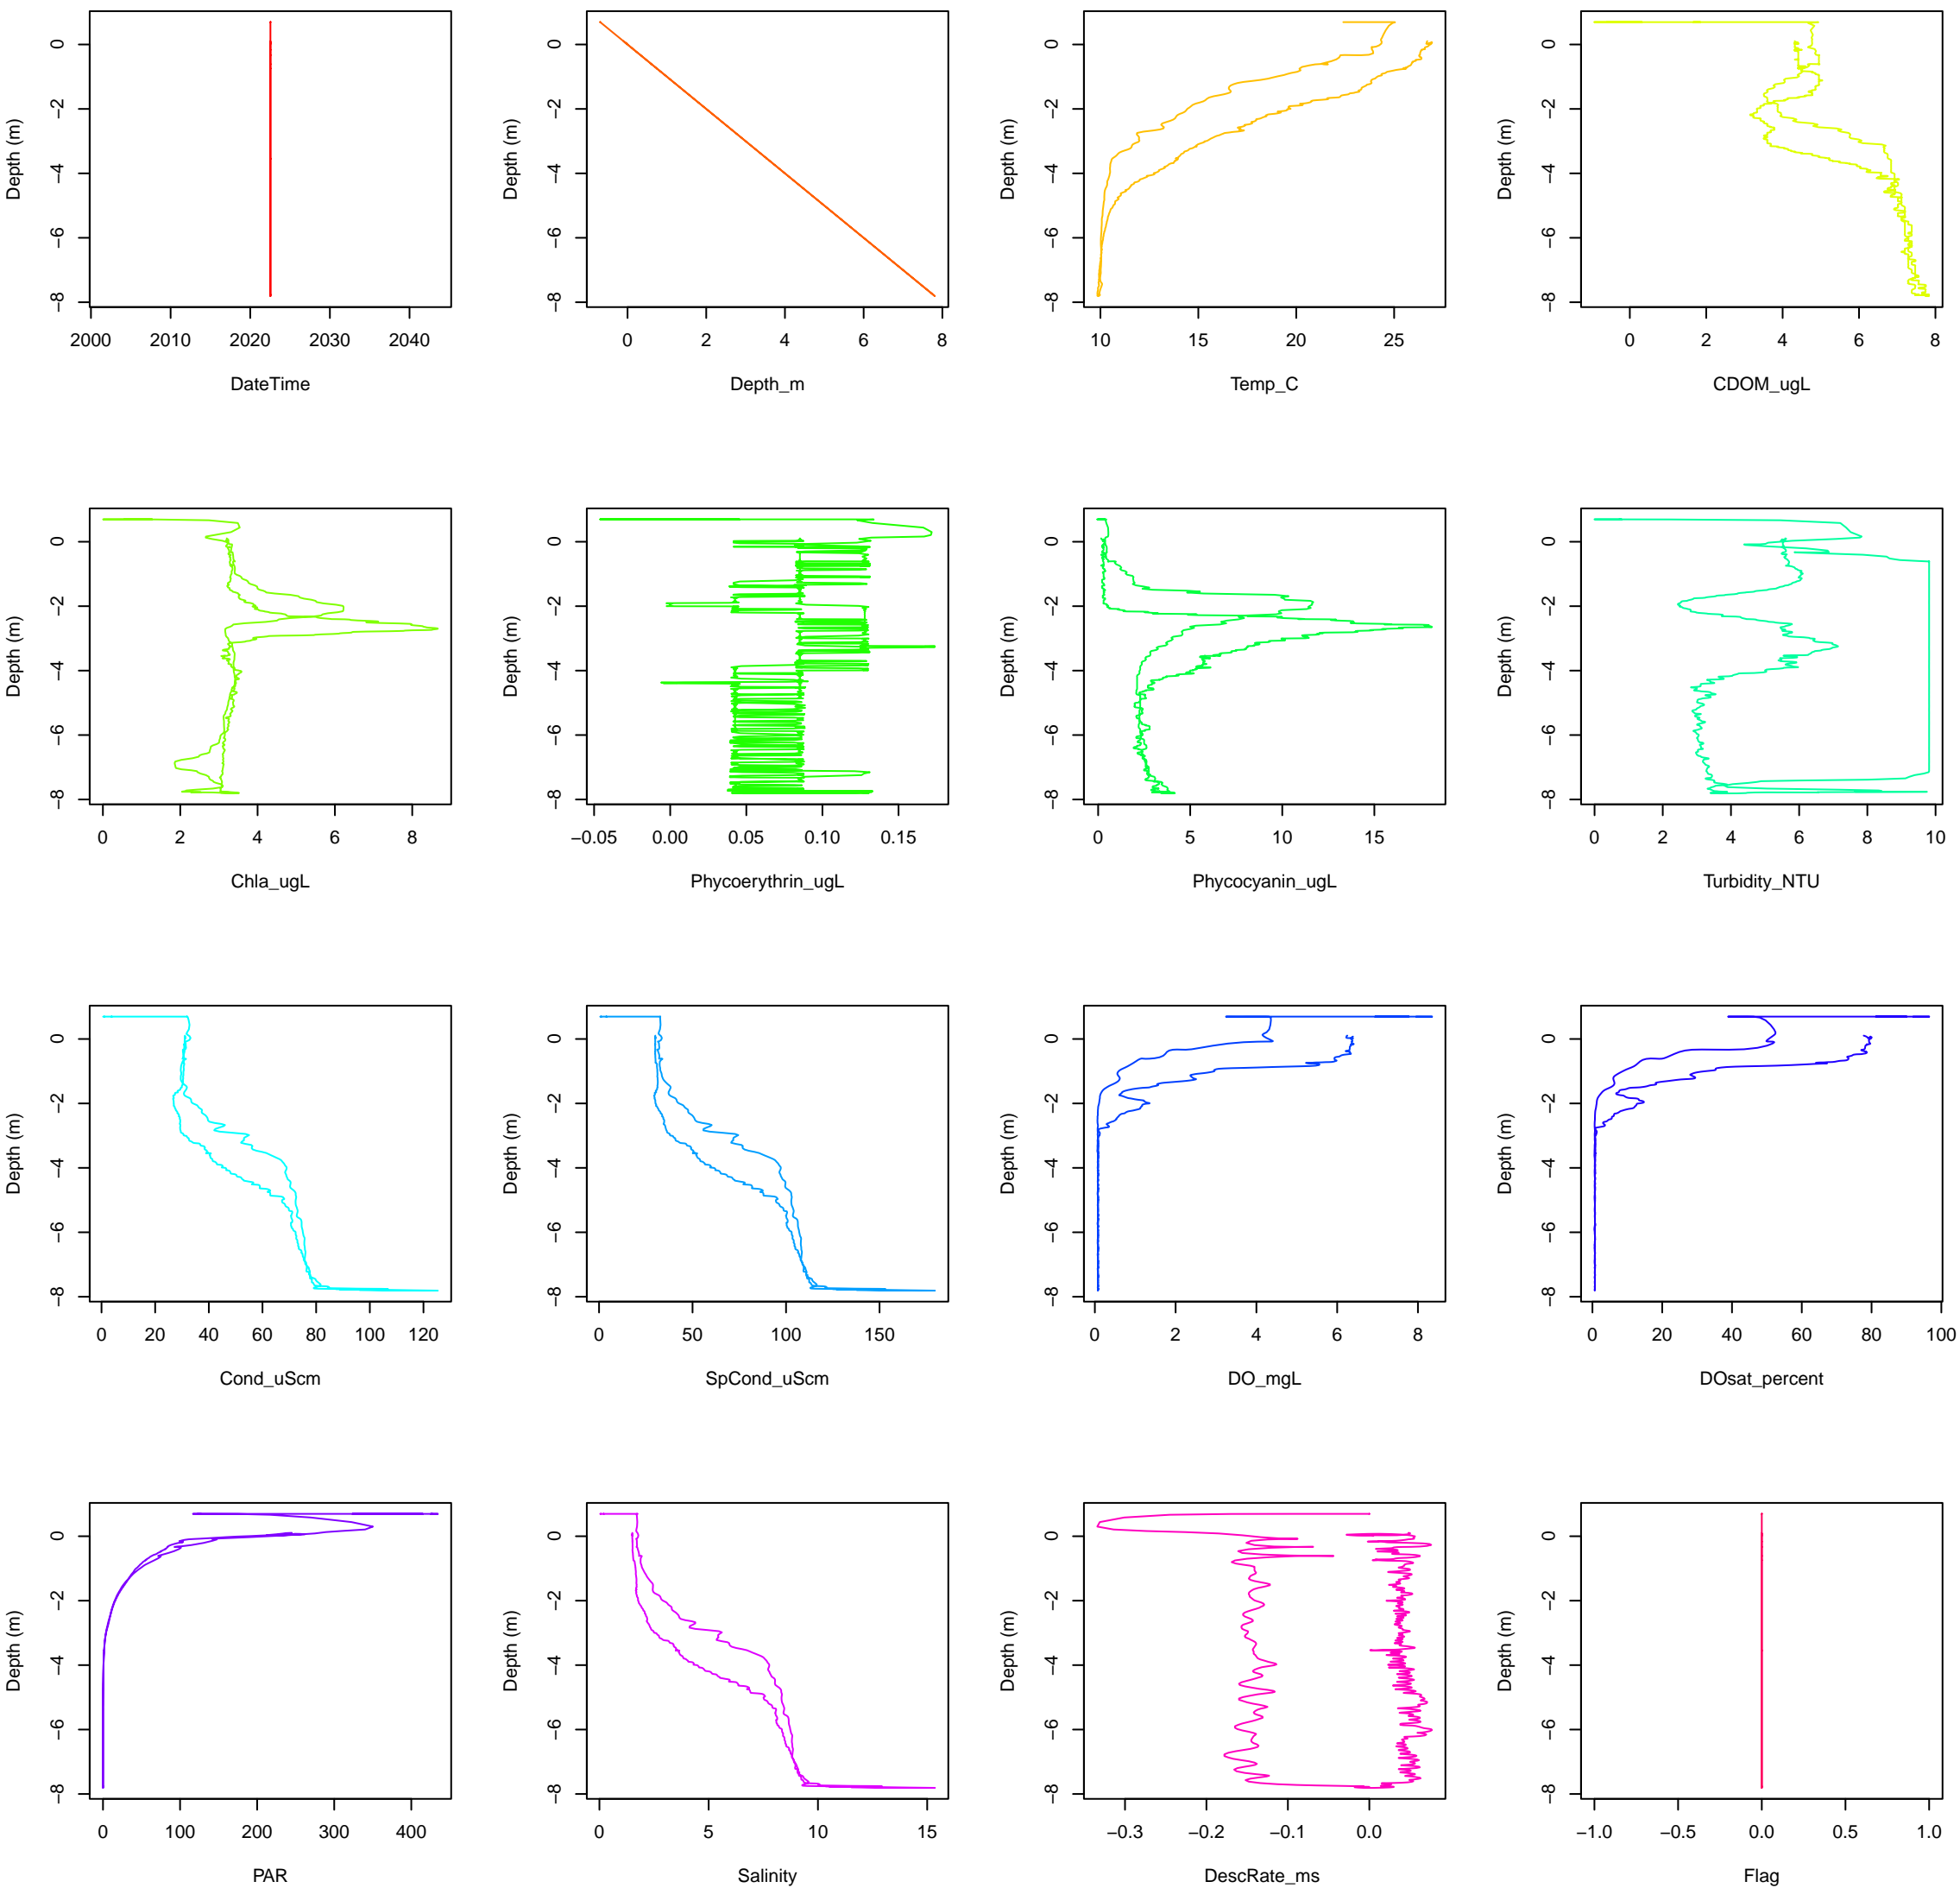 Depth (m)
0
−2
−4
−6
−8
2000 2010 2020 2030 2040
DateTime
Depth (m)
0
−2
−4
−6
−8
0 2 4 6 8
Depth_m
Depth (m)
0
−2
−4
−6
−8
10 15 20 25
Temp_C
Depth (m)
0
−2
−4
−6
−8
0 2 4 6 8
CDOM_ugL
Depth (m)
0
−2
−4
−6
−8
0 2 4 6 8
Chla_ugL
Depth (m)
0
−2
−4
−6
−8
−0.05 0.00 0.05 0.10 0.15
Phycoerythrin_ugL
Depth (m)
0
−2
−4
−6
−8
0 5 10 15
Phycocyanin_ugL
Depth (m)
0
−2
−4
−6
−8
0 2 4 6 8 10
Turbidity_NTU
Depth (m)
0
−2
−4
−6
−8
0 20 40 60 80 100 120
Cond_uScm
Depth (m)
0
−2
−4
−6
−8
0 50 100 150
SpCond_uScm
Depth (m)
0
−2
−4
−6
−8
0 2 4 6 8
DO_mgL
Depth (m)
0
−2
−4
−6
−8
0 20 40 60 80 100
DOsat_percent
Depth (m)
0
−2
−4
−6
−8
0 100 200 300 400
PAR
Depth (m)
0
−2
−4
−6
−8
0 5 10 15
Salinity
Depth (m)
0
−2
−4
−6
−8
−0.3 −0.2 −0.1 0.0
DescRate_ms
Depth (m)
0
−2
−4
−6
−8
−1.0 −0.5 0.0 0.5 1.0
Flag